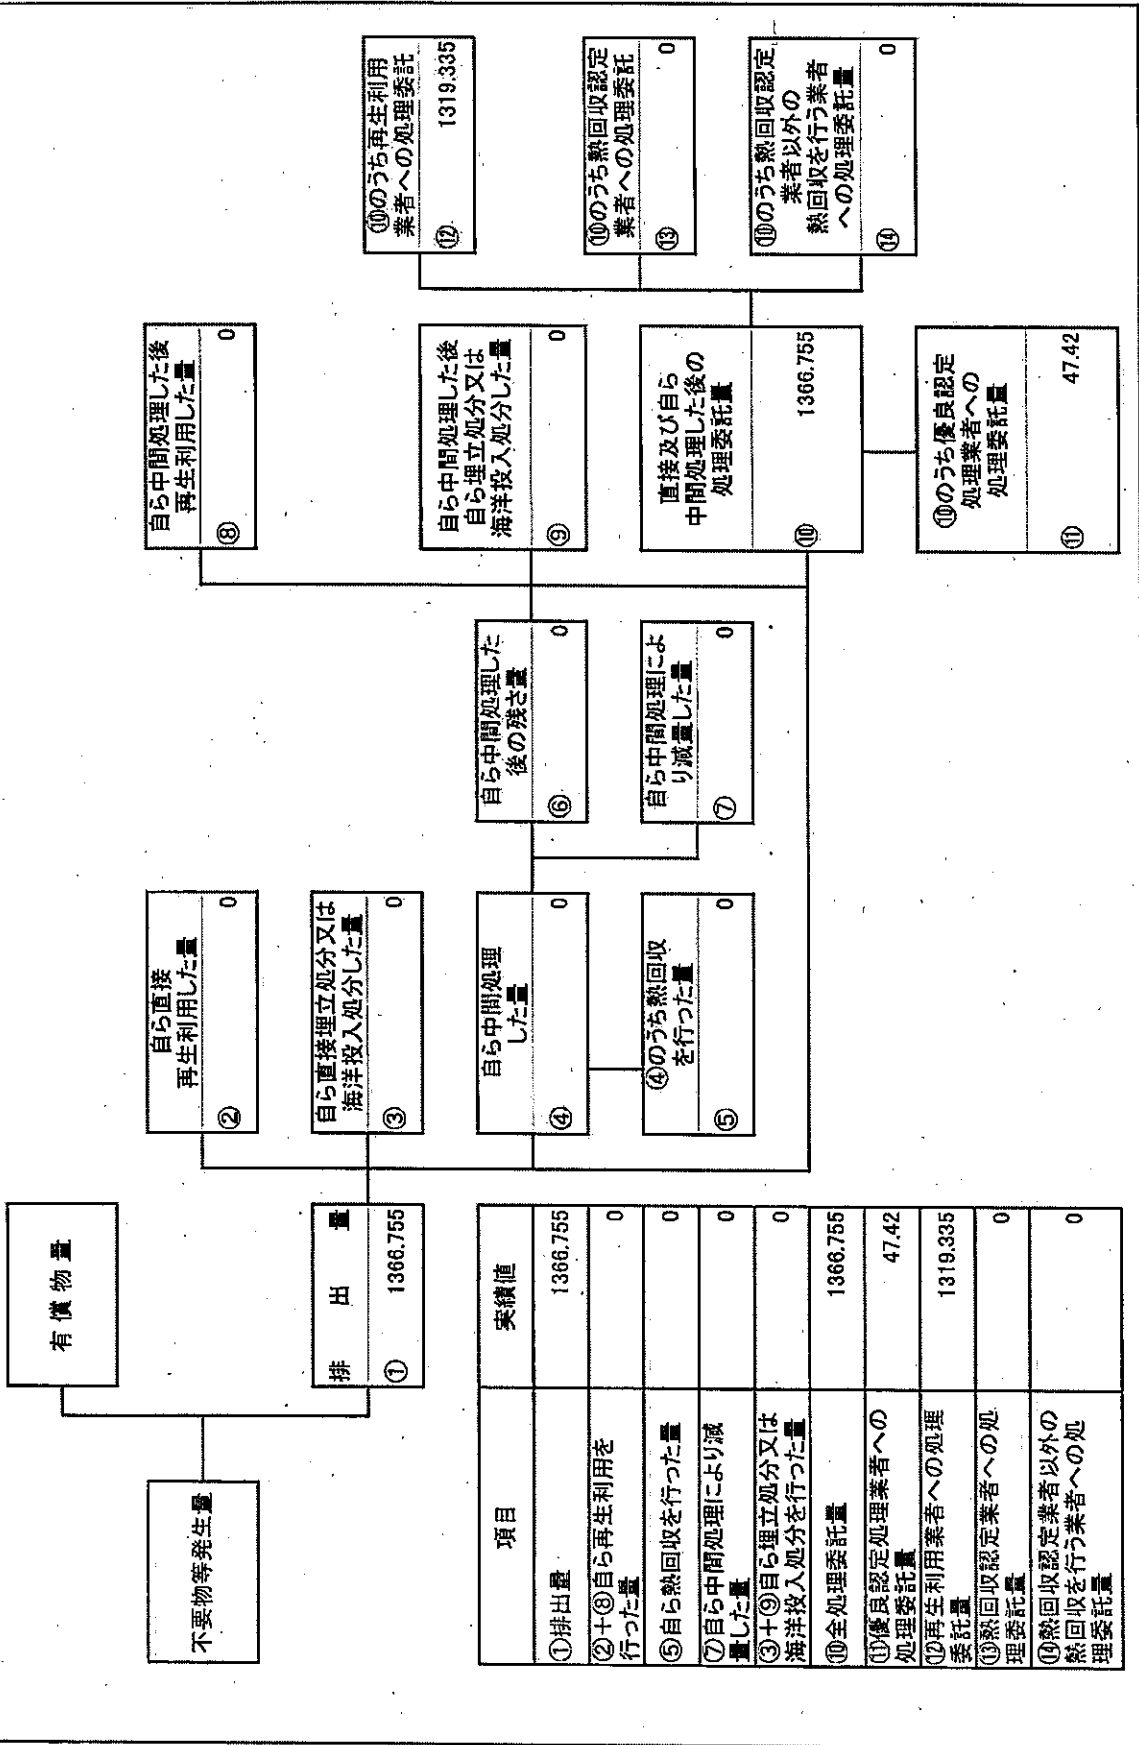 有償物量
不要物等発生量
排出量
① 1366.755
自ら直接
再生利用した量
② 0
自ら直接埋立処分又は
海洋投入処分した量
③ 0
自ら中間処理
した量
④ 0
④のうち熱回収
を行った量
⑤ 0
自ら中間処理した
後の残さ量
⑥ 0
自ら中間処理によ
り減量した量
⑦ 0
自ら中間処理した後
再生利用した量
⑧ 0
自ら中間処理した後
自ら埋立処分又は
海洋投入処分した量
⑨ 0
直接及び自ら
中間処理した後の
処理委託量
⑩ 1366.755
⑩のうち優良認定
処理業者への
処理委託量
⑪ 47.42
⑩のうち再生利用
業者への処理委託
⑫ 1319.335
⑩のうち熱回収認定
業者への処理委託
⑬ 0
⑩のうち熱回収認定
業者以外の
熱回収を行う業者
への処理委託量
⑭ 0
項目 実績値
①排出量 1366.755
②+⑧自ら再生利用を
行った量 0
⑤自ら熱回収を行った量 0
⑦自ら中間処理により減
量した量 0
③+⑨自ら埋立処分又は
海洋投入処分を行った量 0
⑩全処理委託量 1366.755
⑪優良認定処理業者への
処理委託量 47.42
⑫再生利用業者への処理
委託量 1319.335
⑬熱回収認定業者への処
理委託量 0
⑭熱回収認定業者以外の
熱回収を行う業者への処
理委託量 0